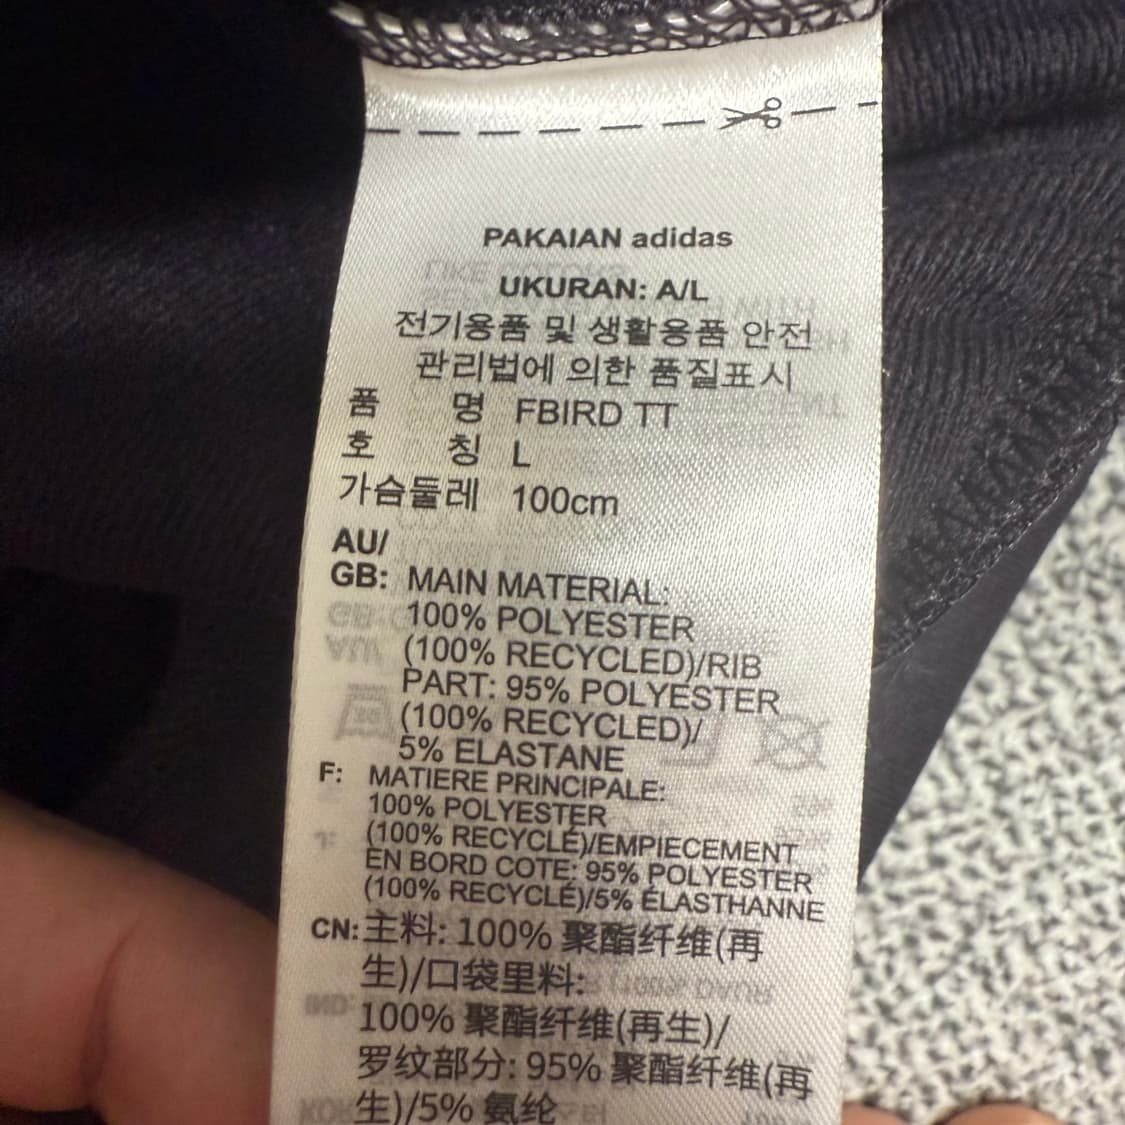 PAKAIAN adidas
UKURAN: A/L
전기용품 및 생활용품 안전
관리법에 의한 품질표시
품 명 FBIRD TT
호 칭 L
가슴둘레 100cm
AU/
GB: MAIN MATERIAL:
100% POLYESTER
(100% RECYCLED)/RIB
PART: 95% POLYESTER
(100% RECYCLED)/
5% ELASTANE
F: MATIERE PRINCIPALE:
100% POLYESTER
(100% RECYCLÉ)/EMPIECEMENT
EN BORD COTE: 95% POLYESTER
(100% RECYCLÉ)/5% ÉLASTHANNE
CN: 主料: 100% 聚酯纤维(再
生)/口袋里料:
100% 聚酯纤维(再生)/
罗纹部分: 95% 聚酯纤维(再
生)/5% 氨纶